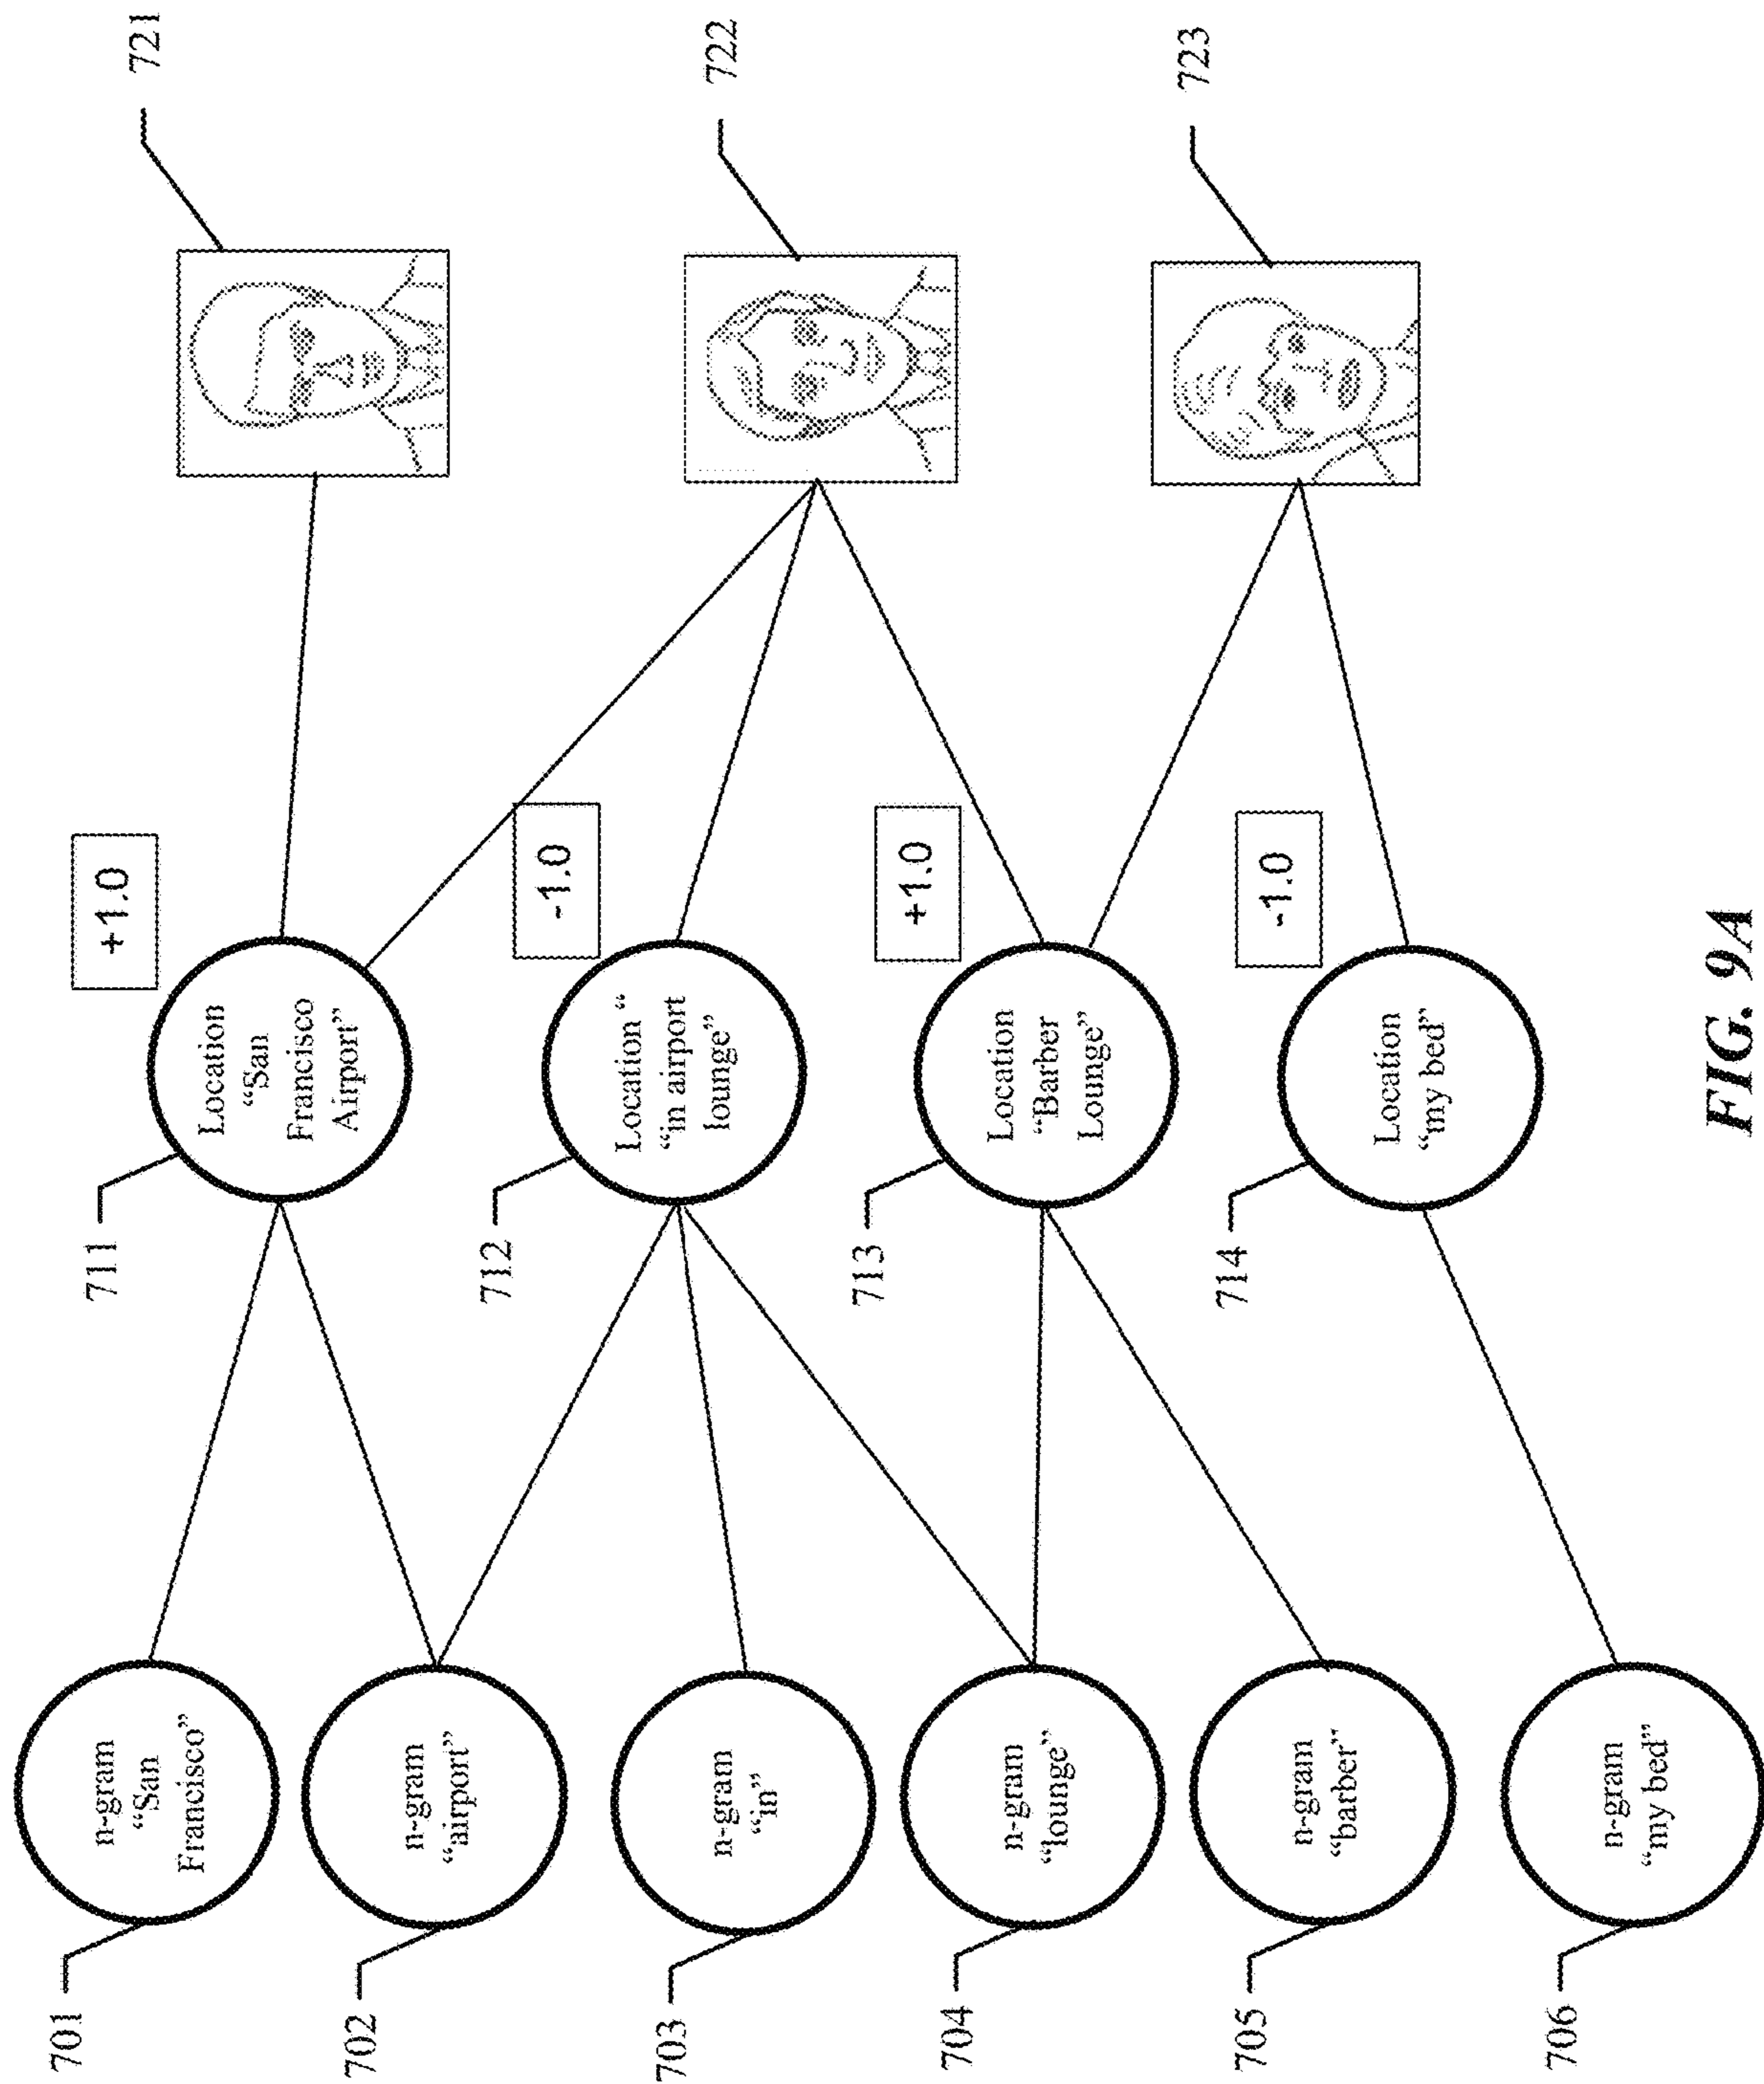 701
n-gram
“San
Francisco”
702
n-gram
“airport”
703
n-gram
“in”
704
n-gram
“lounge”
705
n-gram
“barber”
706
n-gram
“my bed”
711
Location
“San
Francisco
Airport”
+1.0
712
Location “
“in airport
lounge”
-1.0
713
Location
“Barber
Lounge”
+1.0
714
Location
“my bed”
-1.0
721
722
723
FIG. 9A